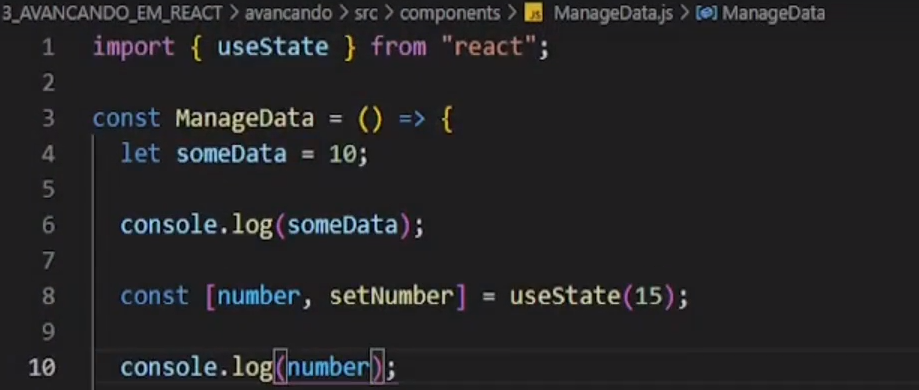 3_AVANCANDO_EM_REACT > avancando > src > components > JS ManageData.js > ManageData
1 import { useState } from "react";
2
3 const ManageData = () => {
4 let someData = 10;
5
6 console.log(someData);
7
8 const [number, setNumber] = useState(15);
9
10 console.log(number);